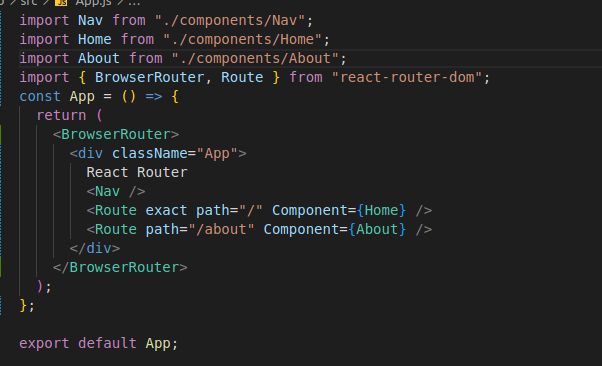 src / JS App.js / ...
import Nav from "./components/Nav";
import Home from "./components/Home";
import About from "./components/About";
import { BrowserRouter, Route } from "react-router-dom";
const App = () => {
  return (
    <BrowserRouter>
      <div className="App">
        React Router
        <Nav />
        <Route exact path="/" Component={Home} />
        <Route path="/about" Component={About} />
      </div>
    </BrowserRouter>
  );
};
export default App;